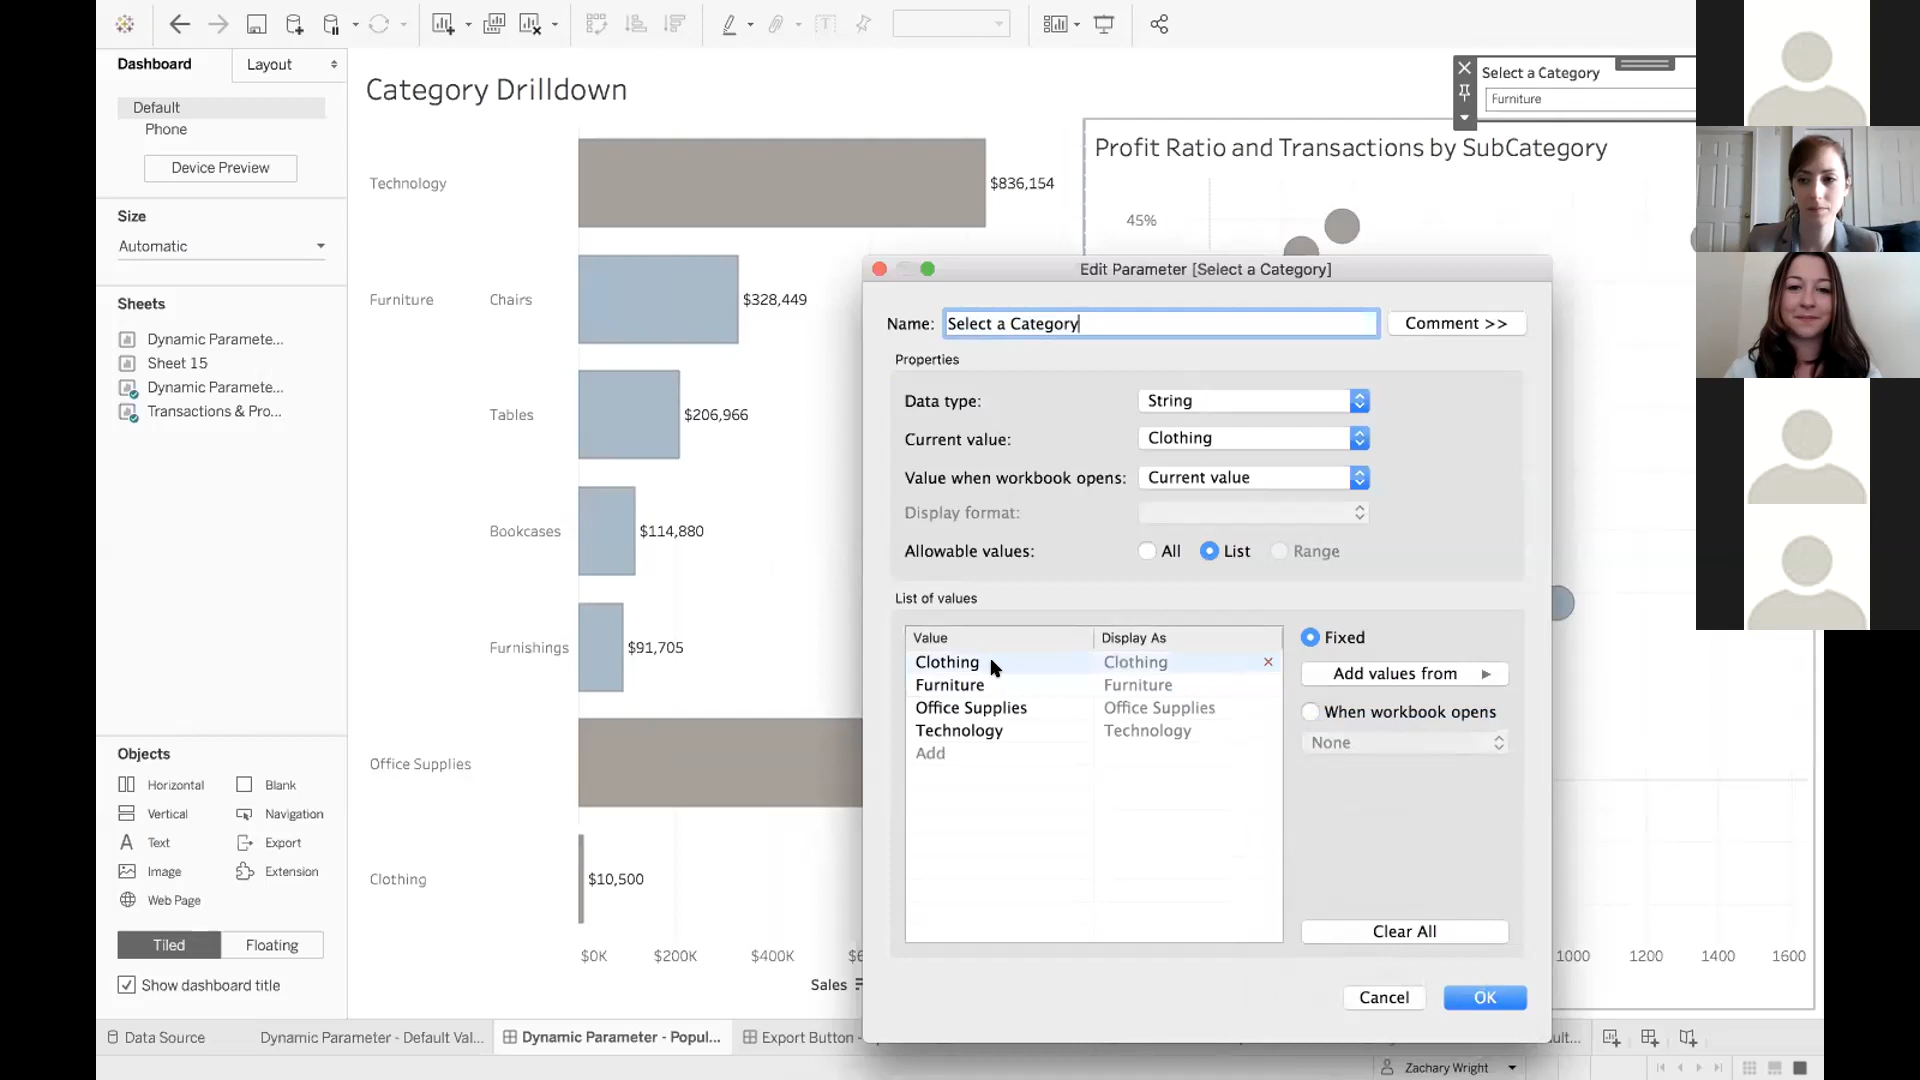 Dashboard
Layout
Default
Phone
Device Preview
Size
Automatic
Sheets
Dynamic Paramete...
Sheet 15
Dynamic Paramete...
Transactions & Pro...
Objects
Horizontal
Blank
Vertical
Navigation
Text
Export
Image
Extension
Web Page
Tiled
Floating
Show dashboard title
Category Drilldown
Technology
$836,154
Furniture
Chairs
$328,449
Tables
$206,966
Bookcases
$114,880
Furnishings
$91,705
Office Supplies
Clothing
$10,500
$0K
$200K
$400K
$6
Sales
Select a Category
Furniture
Profit Ratio and Transactions by SubCategory
45%
1000
1200
1400
1600
Edit Parameter [Select a Category]
Name:
Select a Category
Comment >>
Properties
Data type:
String
Current value:
Clothing
Value when workbook opens:
Current value
Display format:
Allowable values:
All
List
Range
List of values
Value
Display As
Clothing
Clothing
Furniture
Furniture
Office Supplies
Office Supplies
Technology
Technology
Add
Fixed
Add values from
When workbook opens
None
Clear All
Cancel
OK
Data Source
Dynamic Parameter - Default Val...
Dynamic Parameter - Popul...
Export Button -
ult...
Zachary Wright